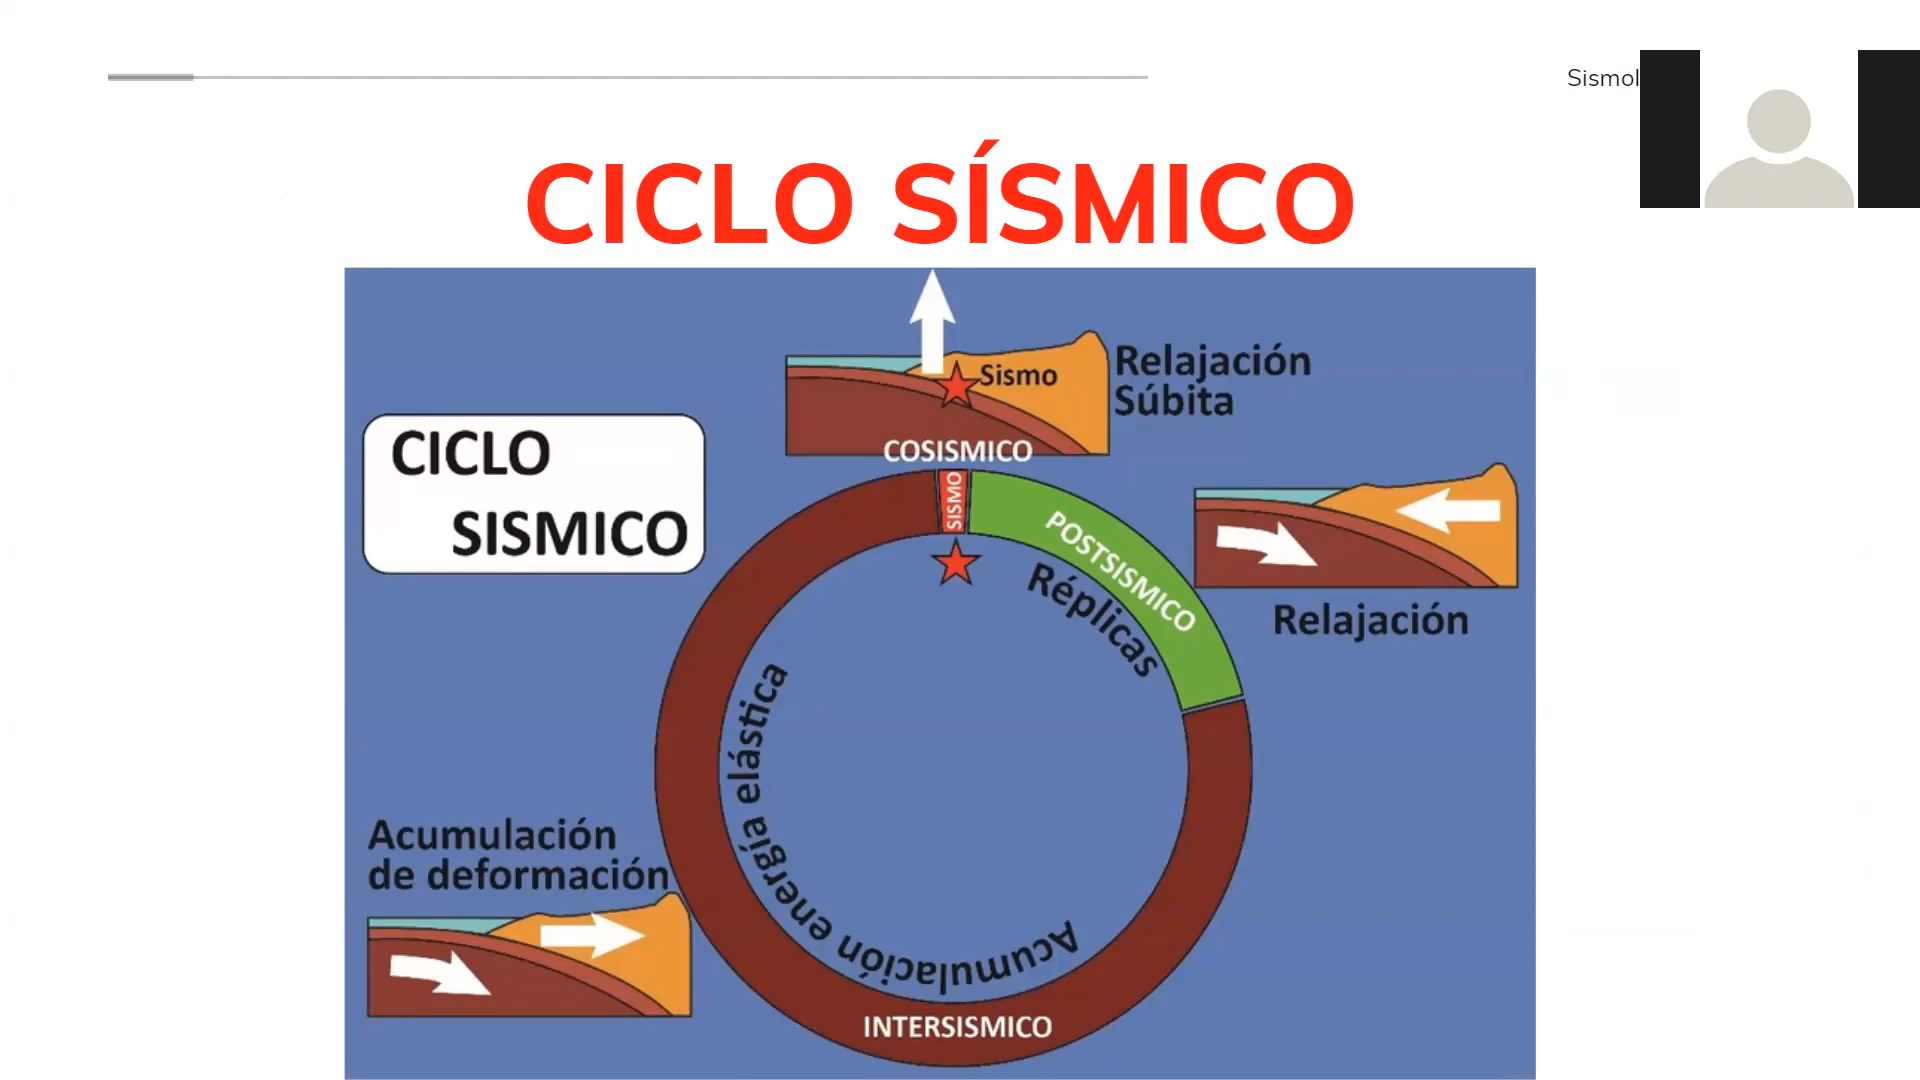 Sismol
CICLO SÍSMICO
Sismo
Relajación
Súbita
COSISMICO
CICLO
SISMICO
SISMO
POSTSISMICO
Réplicas
Relajación
Acumulación energía elástica
Acumulación
de deformación
INTERSISMICO